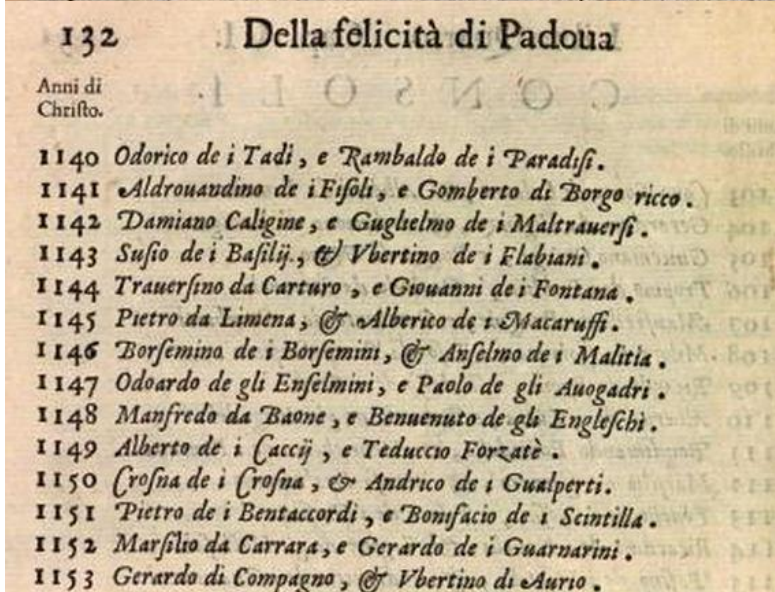 132 Della felicità di Padoua
Anni di
Chriſto.
1140 Odorico de i Tadi, e Rambaldo de i Paradiſi.
1141 Aldrouandino de i Fiſoli, e Gomberto di Borgo ricco.
1142 Damiano Caligine, e Guglielmo de i Maltrauerſi.
1143 Suſio de i Baſilij, & Vbertino de i Flabiani.
1144 Trauerſino da Carturo, e Giouanni de i Fontana.
1145 Pietro da Limena, & Alberico de i Macaruffi.
1146 Borſemino de i Borſemini, & Anſelmo de i Malitia.
1147 Odoardo de gli Enſelmini, e Paolo de gli Auogadri.
1148 Manfredo da Baone, e Benuenuto de gli Engleſchi.
1149 Alberto de i Caccij, e Teduccio Forzatè.
1150 Croſna de i Croſna, & Andrico de i Gualperti.
1151 Pietro de i Bentaccordi, e Bonifacio de i Scintilla.
1152 Marſilio da Carrara, e Gerardo de i Guarnarini.
1153 Gerardo di Compagno, & Vbertino di Aurio.